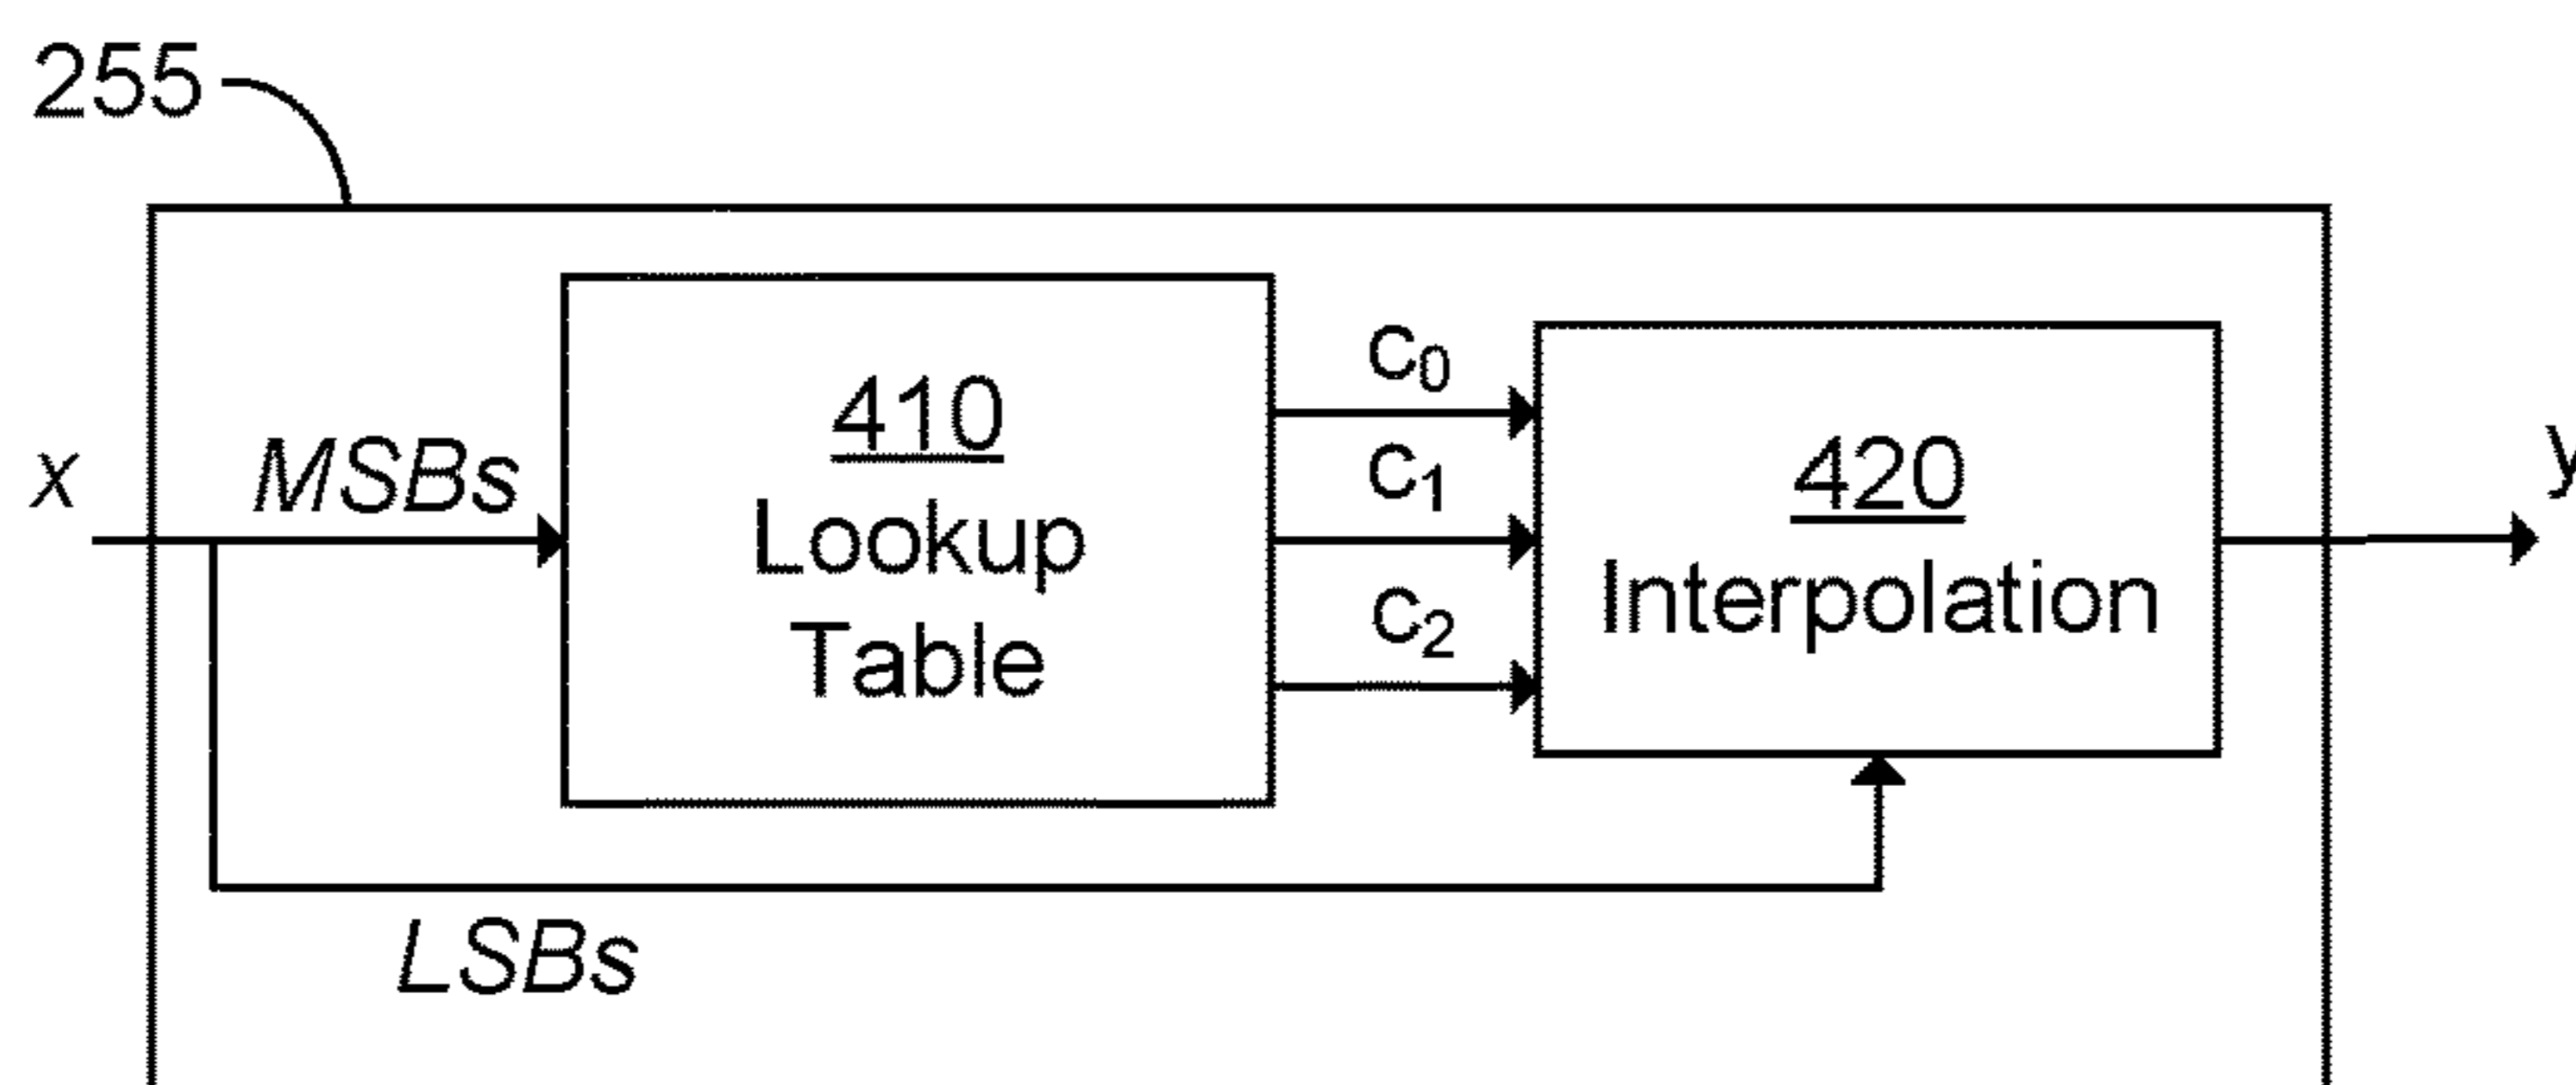 255
x
MSBs
410
Lookup
Table
c₀
c₁
c₂
420
Interpolation
y
LSBs